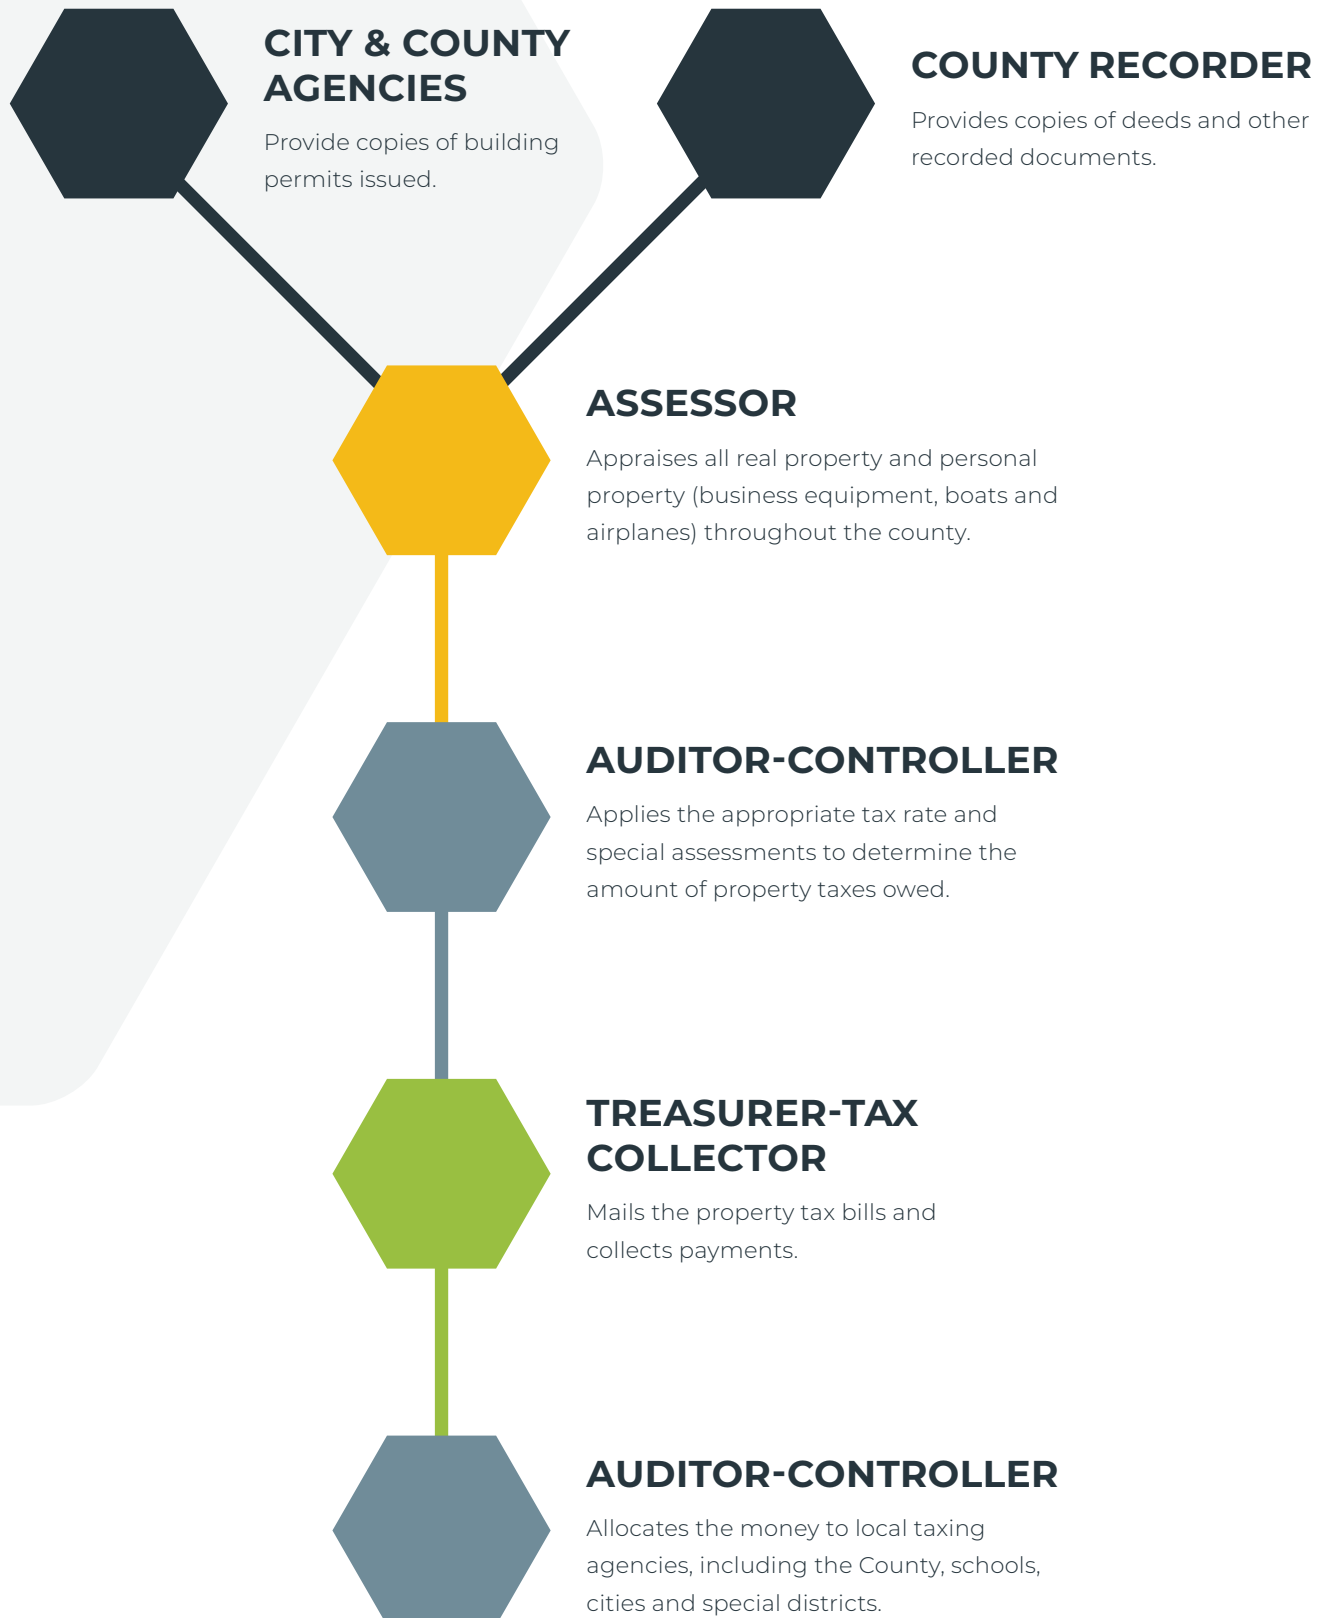 CITY & COUNTY
AGENCIES
Provide copies of building
permits issued.
COUNTY RECORDER
Provides copies of deeds and other
recorded documents.
ASSESSOR
Appraises all real property and personal
property (business equipment, boats and
airplanes) throughout the county.
AUDITOR-CONTROLLER
Applies the appropriate tax rate and
special assessments to determine the
amount of property taxes owed.
TREASURER-TAX
COLLECTOR
Mails the property tax bills and
collects payments.
AUDITOR-CONTROLLER
Allocates the money to local taxing
agencies, including the County, schools,
cities and special districts.